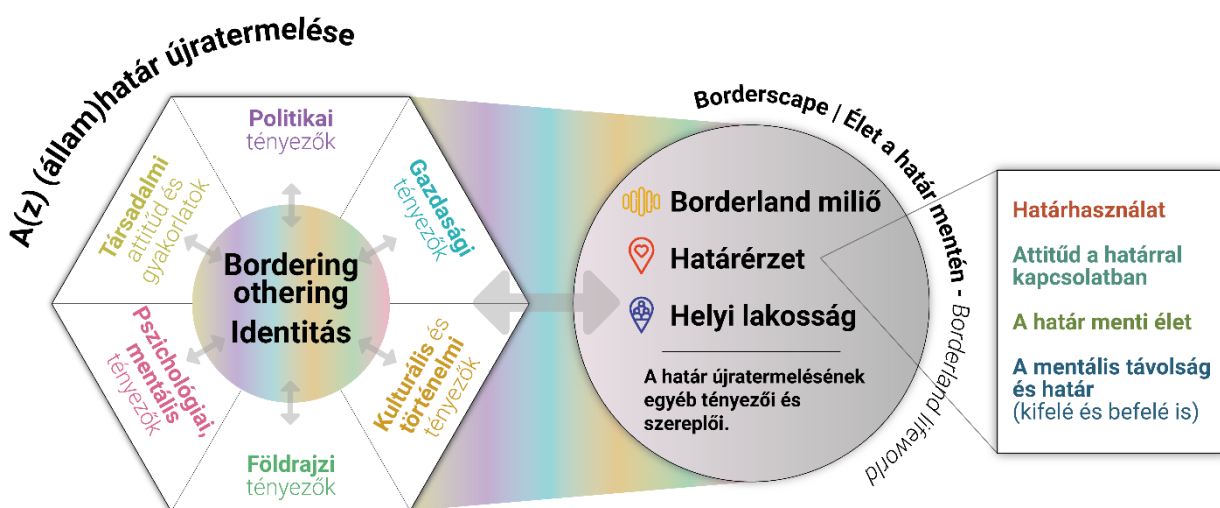 A(z) (állam)határ újratermelése
Politikai
tényezők
Gazdasági
tényezők
Társadalmi
attitűd és
gyakorlatok
Bordering
othering
Identitás
Pszichológiai,
mentális
tényezők
Kulturális és
történelmi
tényezők
Földrajzi
tényezők
Borderscape | Élet a határ mentén - Borderland lifeworld
Borderland miliő
Határérzet
Helyi lakosság
A határ újratermelésének
egyéb tényezői és
szereplői.
Határhasználat
Attitűd a határral
kapcsolatban
A határ menti élet
A mentális távolság
és határ
(kifelé és befelé is)